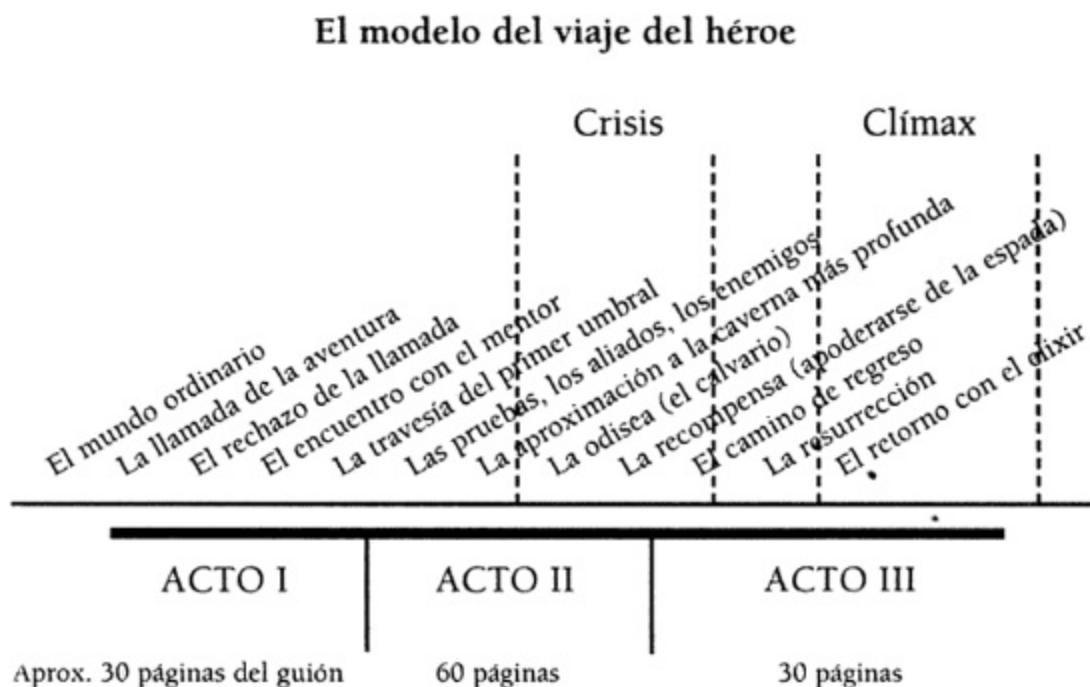 El modelo del viaje del héroe
Crisis
Clímax
El mundo ordinario
La llamada de la aventura
El rechazo de la llamada
El encuentro con el mentor
La travesía del primer umbral
Las pruebas, los aliados, los enemigos
La aproximación a la caverna más profunda
La odisea (el calvario)
La recompensa (apoderarse de la espada)
El camino de regreso
La resurrección
El retorno con el elixir
ACTO I
ACTO II
ACTO III
Aprox. 30 páginas del guión
60 páginas
30 páginas